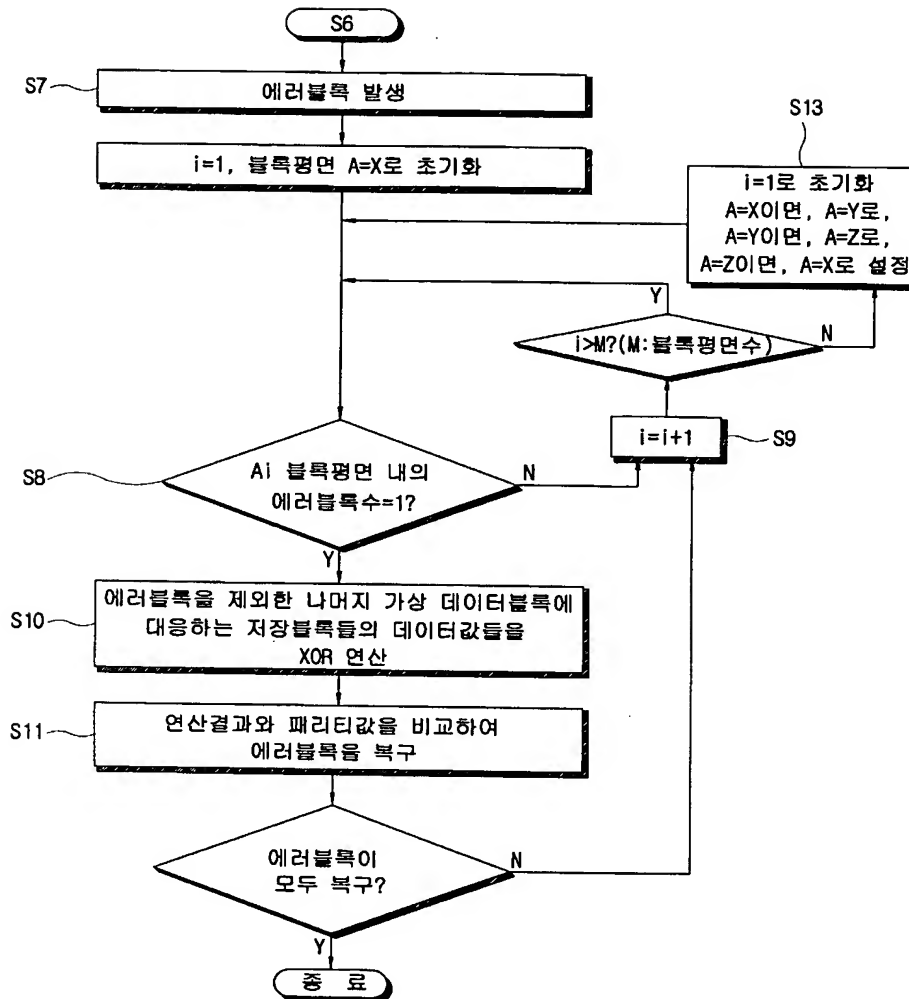 S6
S7
에러블록 발생
i=1, 블록평면 A=X로 초기화
S13
i=1로 초기화
A=X이면, A=Y로,
A=Y이면, A=Z로,
A=Z이면, A=X로 설정
Y
i>M?(M:블록평면수)
N
i=i+1
S9
S8
Ai 블록평면 내의
에러블록수=1?
N
Y
S10
에러블록을 제외한 나머지 가상 데이터블록에
대응하는 저장블록들의 데이터값들을
XOR 연산
S11
연산결과와 패리티값을 비교하여
에러블록음 복구
에러블록이
모두 복구?
N
Y
종 료